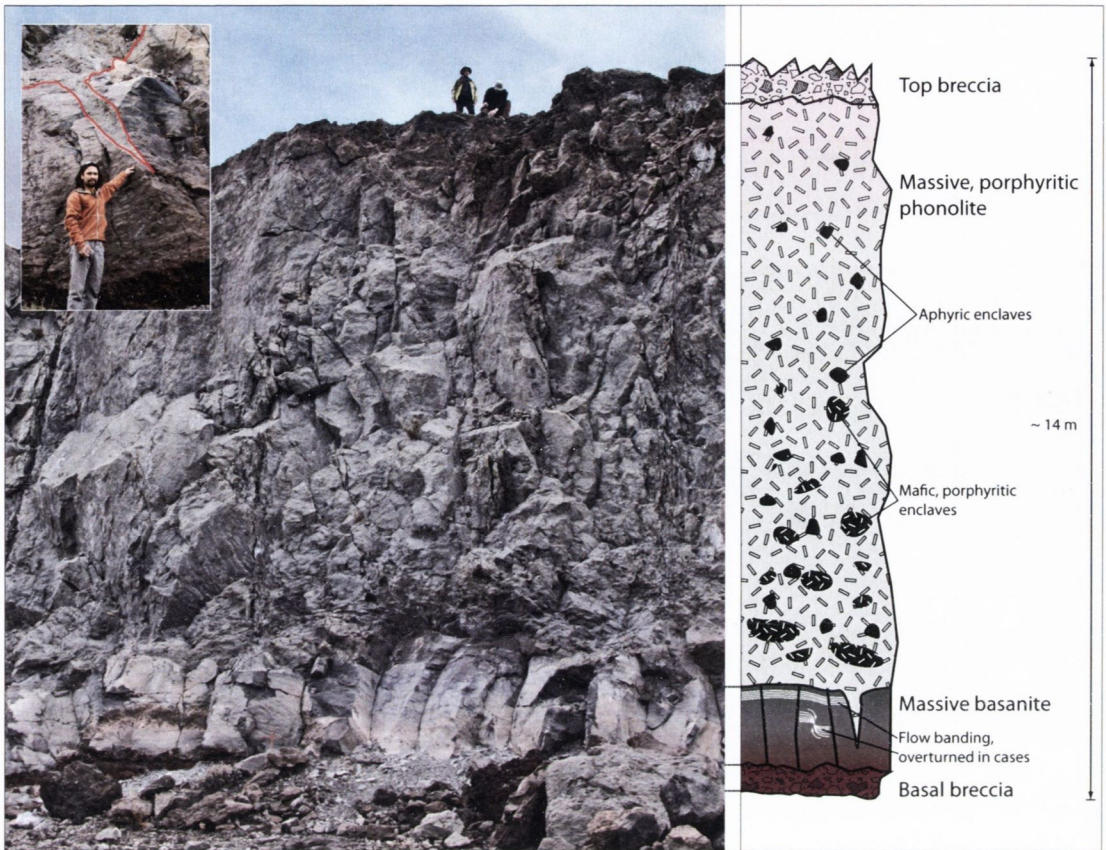 Top breccia
Massive, porphyritic
phonolite
Aphyric enclaves
~ 14 m
Mafic, porphyritic
enclaves
Massive basanite
Flow banding,
overturned in cases
Basal breccia